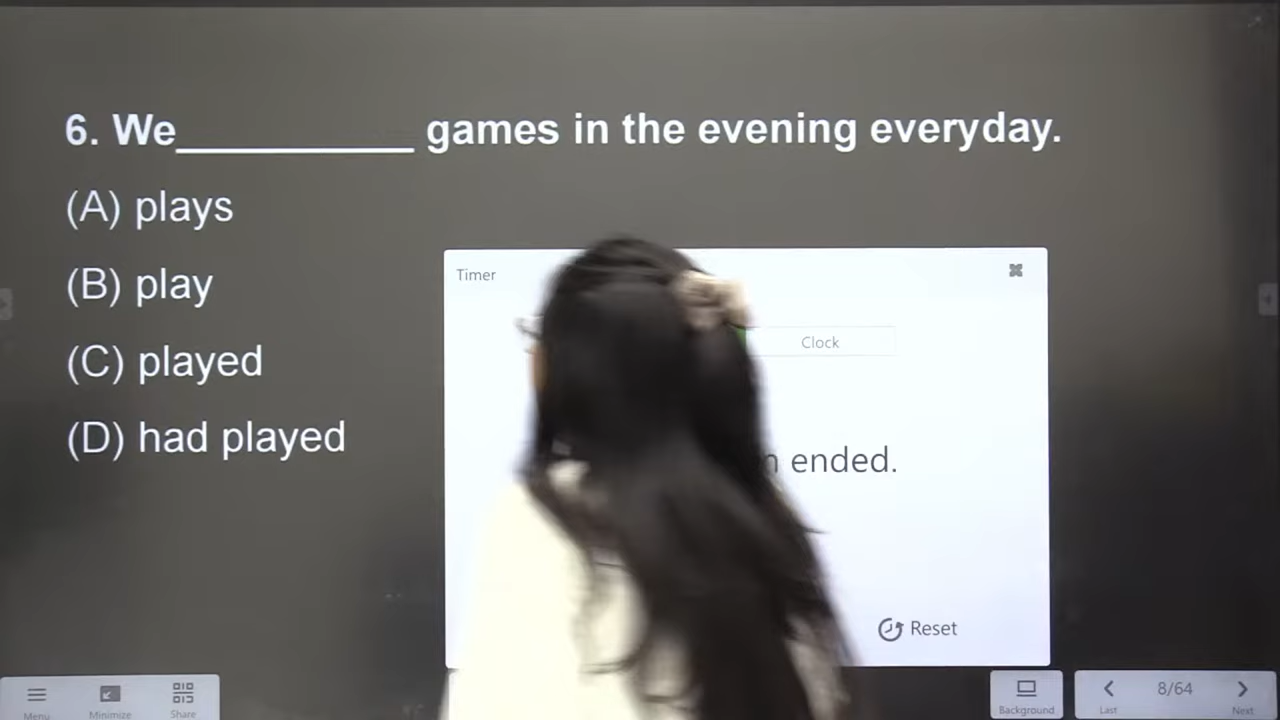 6. We__________ games in the evening everyday.
(A) plays
(B) play
(C) played
(D) had played
Timer
Clock
ended.
Reset
Menu
Minimize
Share
Background
8/64
Last
Next